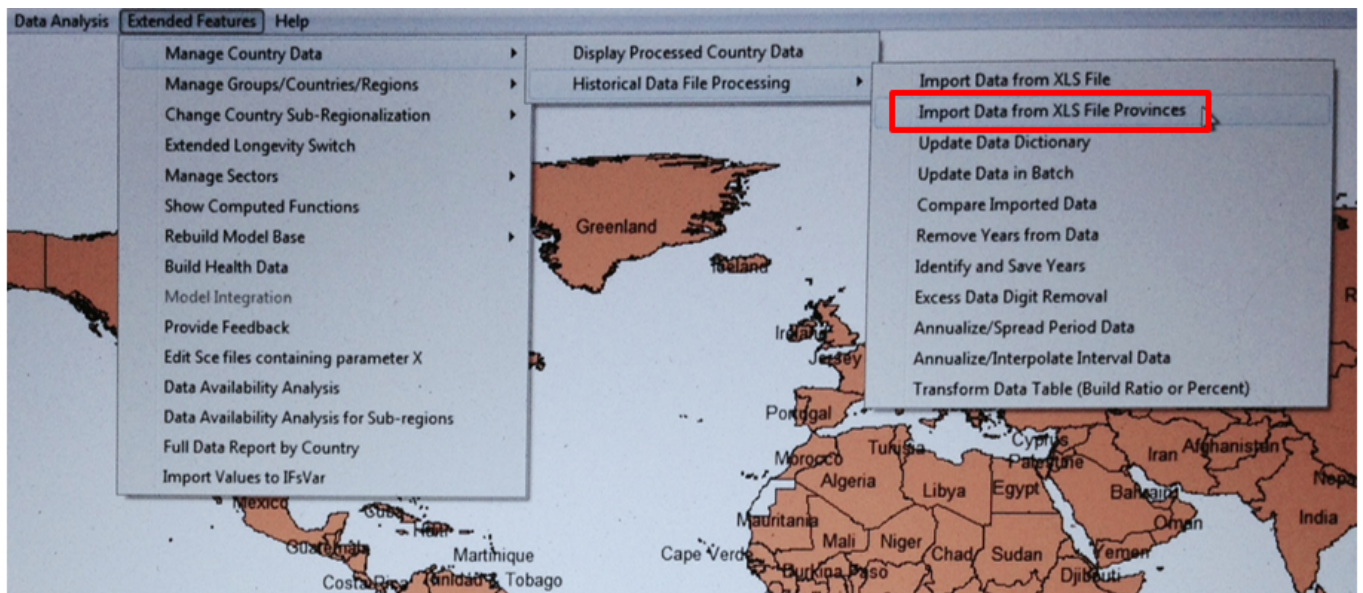 Data Analysis Extended Features Help
Manage Country Data
Manage Groups/Countries/Regions
Change Country Sub-Regionalization
Extended Longevity Switch
Manage Sectors
Show Computed Functions
Rebuild Model Base
Build Health Data
Model Integration
Provide Feedback
Edit Sce files containing parameter X
Data Availability Analysis
Data Availability Analysis for Sub-regions
Full Data Report by Country
Import Values to IFsVar
Display Processed Country Data
Historical Data File Processing
Import Data from XLS File
Import Data from XLS File Provinces
Update Data Dictionary
Update Data in Batch
Compare Imported Data
Remove Years from Data
Identify and Save Years
Excess Data Digit Removal
Annualize/Spread Period Data
Annualize/Interpolate Interval Data
Transform Data Table (Build Ratio or Percent)
Greenland
Iceland
Ireland
Jersey
Portugal
Tunisia
Cyprus
Palestine
Iran
Afghanistan
Morocco
Algeria
Libya
Egypt
Bahrain
India
Mexico
Cuba
Haiti
Mauritania
Mali
Niger
Chad
Sudan
Oman
Yemen
Guatemala
Martinique
Cape Verde
Burkina Faso
Djibouti
Costa Rica
Trinidad & Tobago